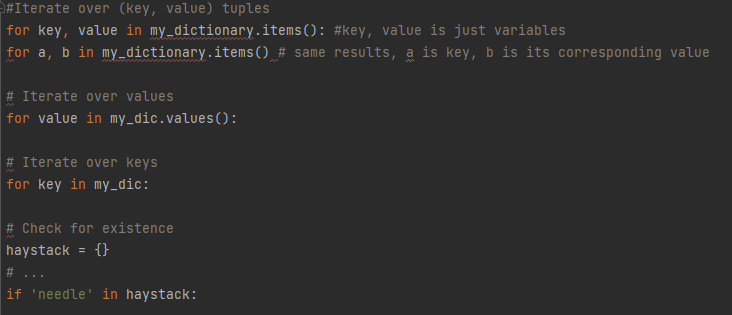 #Iterate over (key, value) tuples
for key, value in my_dictionary.items(): #key, value is just variables
for a, b in my_dictionary.items() # same results, a is key, b is its corresponding value
# Iterate over values
for value in my_dic.values():
# Iterate over keys
for key in my_dic:
# Check for existence
haystack = {}
# ...
if 'needle' in haystack: